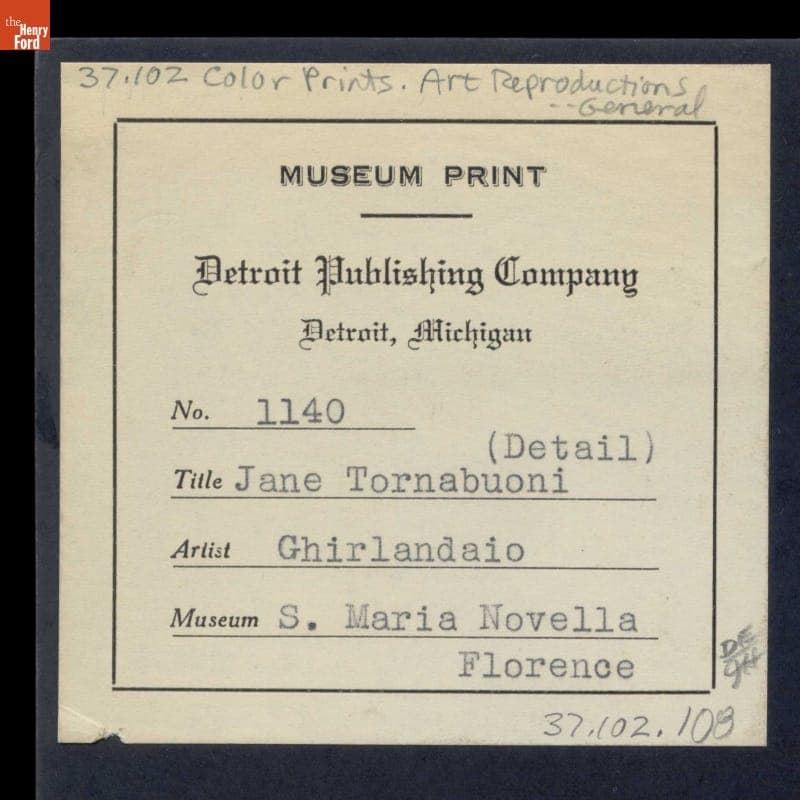 the
Henry
Ford
37.102 Color Prints. Art Reproductions
--General
MUSEUM PRINT
Detroit Publishing Company
Detroit, Michigan
No. 1140
(Detail)
Title Jane Tornabuoni
Artist Ghirlandaio
Museum S. Maria Novella
Florence
DE
37.102.108